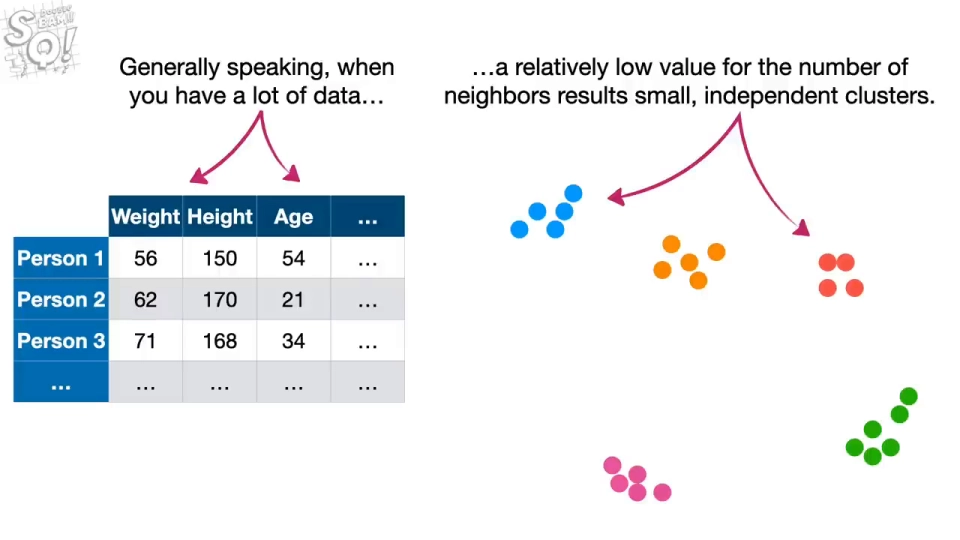 SQ!
BAM!!
Generally speaking, when
you have a lot of data…
…a relatively low value for the number of
neighbors results small, independent clusters.
Weight Height Age …
Person 1 56 150 54 …
Person 2 62 170 21 …
Person 3 71 168 34 …
… … … … …